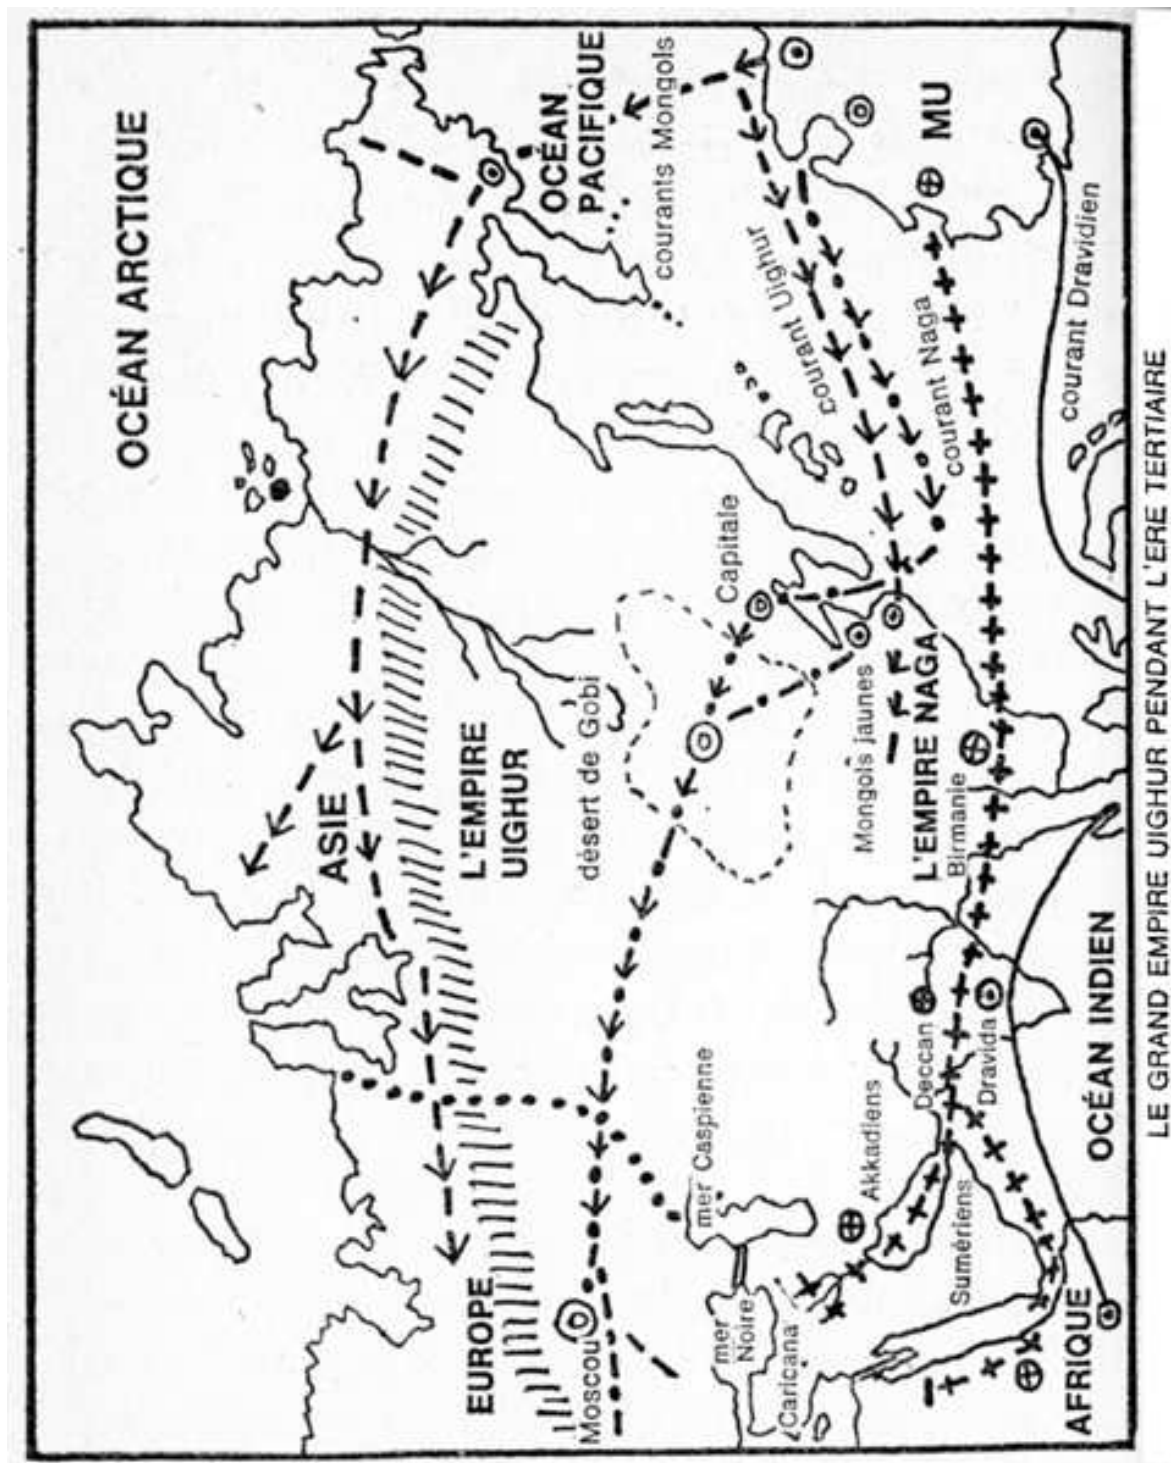 OCÉAN ARCTIQUE
OCÉAN
PACIFIQUE
courants Mongols
MU
courant Uighur
courant Naga
courant Dravidien
ASIE
L'EMPIRE
UIGHUR
désert de Gobi
Capitale
Mongols jaunes
L'EMPIRE NAGA
Birmanie
EUROPE
Moscou
mer Caspienne
mer
Noire
Caricana
Akkadiens
Sumériens
Deccan
Dravida
OCÉAN INDIEN
AFRIQUE
LE GRAND EMPIRE UIGHUR PENDANT L'ERE TERTIAIRE